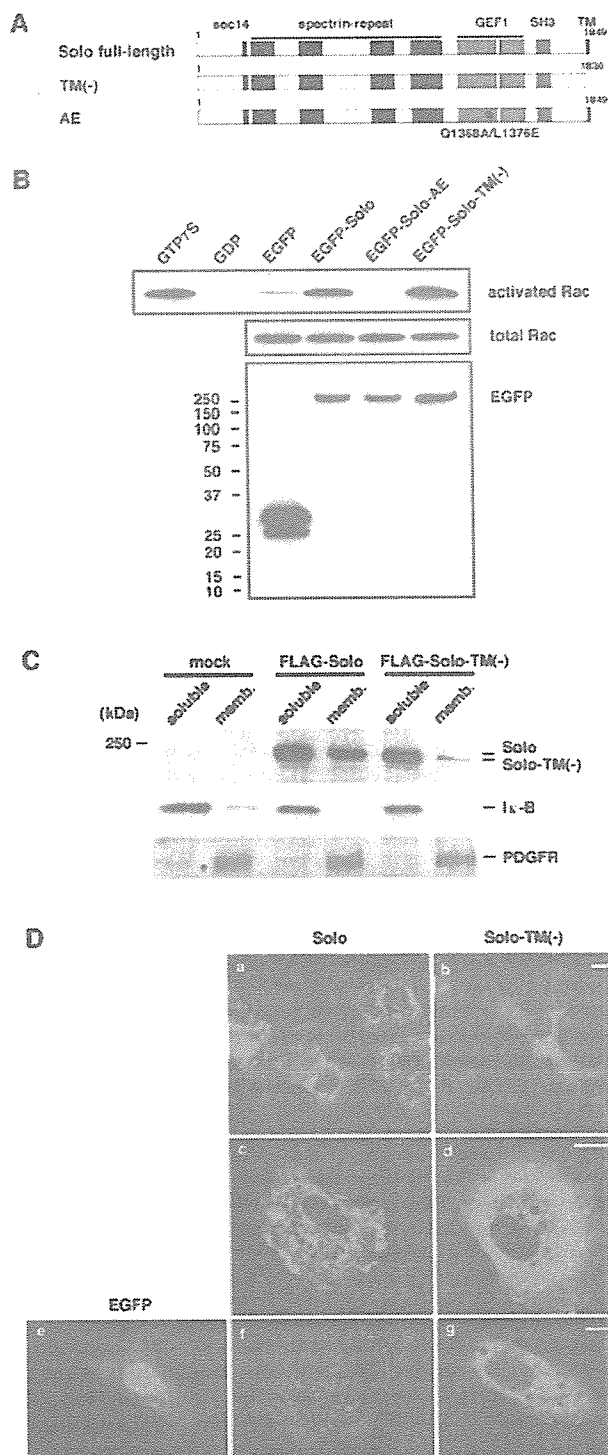 A
sec14 spectrin-repeat GEF1 SH3 TM
Solo full-length 1 1849
TM(-) 1 1830
AE 1 1849
Q1368A/L1376E
B
GTPγS GDP EGFP EGFP-Solo EGFP-Solo-AE EGFP-Solo-TM(-)
activated Rac
total Rac
EGFP
250
150
100
75
50
37
25
20
15
10
C
mock FLAG-Solo FLAG-Solo-TM(-)
soluble memb. soluble memb. soluble memb.
(kDa)
250
Solo
Solo-TM(-)
Iκ-B
PDGFR
D
Solo Solo-TM(-)
a b
c d
EGFP
e f g